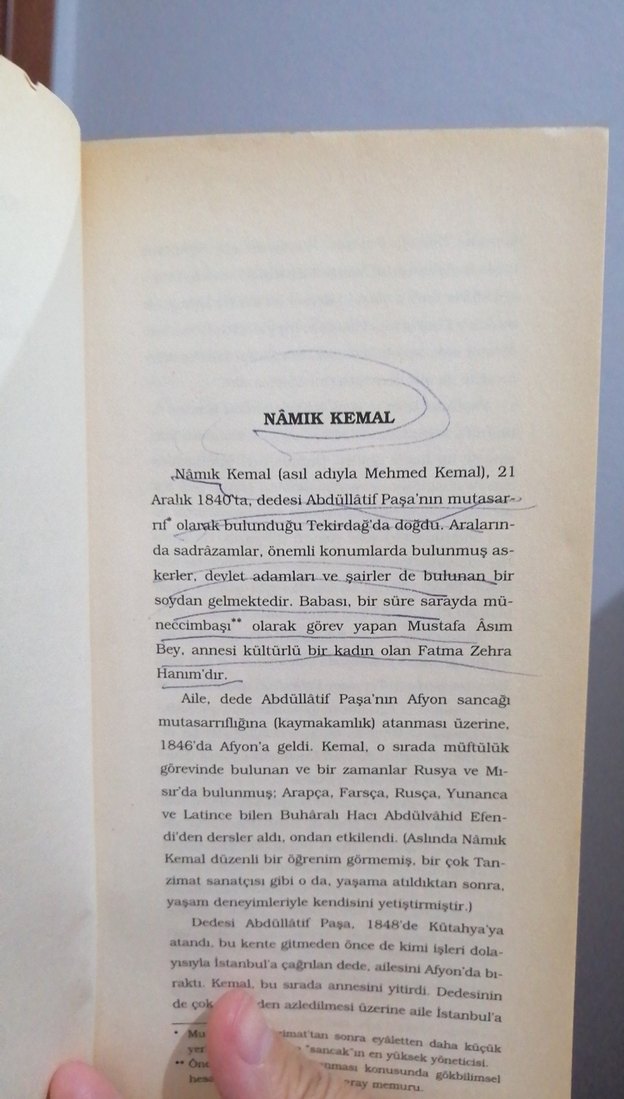 NÂMIK KEMAL
Nâmık Kemal (asıl adıyla Mehmed Kemal), 21
Aralık 1840'ta, dedesi Abdüllâtif Paşa'nın mutasar-
rıf* olarak bulunduğu Tekirdağ'da doğdu. Araların-
da sadrâzamlar, önemli konumlarda bulunmuş as-
kerler, devlet adamları ve şairler de bulunan bir
soydan gelmektedir. Babası, bir süre sarayda mü-
neccimbaşı** olarak görev yapan Mustafa Âsım
Bey, annesi kültürlü bir kadın olan Fatma Zehra
Hanım'dır.
Aile, dede Abdüllâtif Paşa'nın Afyon sancağı
mutasarrıflığına (kaymakamlık) atanması üzerine,
1846'da Afyon'a geldi. Kemal, o sırada müftülük
görevinde bulunan ve bir zamanlar Rusya ve Mı-
sır'da bulunmuş; Arapça, Farsça, Rusça, Yunanca
ve Latince bilen Buhâralı Hacı Abdülvâhid Efen-
di'den dersler aldı, ondan etkilendi. (Aslında Nâmık
Kemal düzenli bir öğrenim görmemiş, bir çok Tan-
zimat sanatçısı gibi o da, yaşama atıldıktan sonra,
yaşam deneyimleriyle kendisini yetiştirmiştir.)
Dedesi Abdüllâtif Paşa, 1848'de Kütahya'ya
atandı, bu kente gitmeden önce de kimi işleri dola-
yısıyla İstanbul'a çağrılan dede, ailesini Afyon'da bı-
raktı. Kemal, bu sırada annesini yitirdi. Dedesinin
de çok den azledilmesi üzerine aile İstanbul'a
* Mu imat'tan sonra eyâletten daha küçük
yer "sancak"ın en yüksek yöneticisi.
** Önc nması konusunda gökbilimsel
hesa ray memuru.